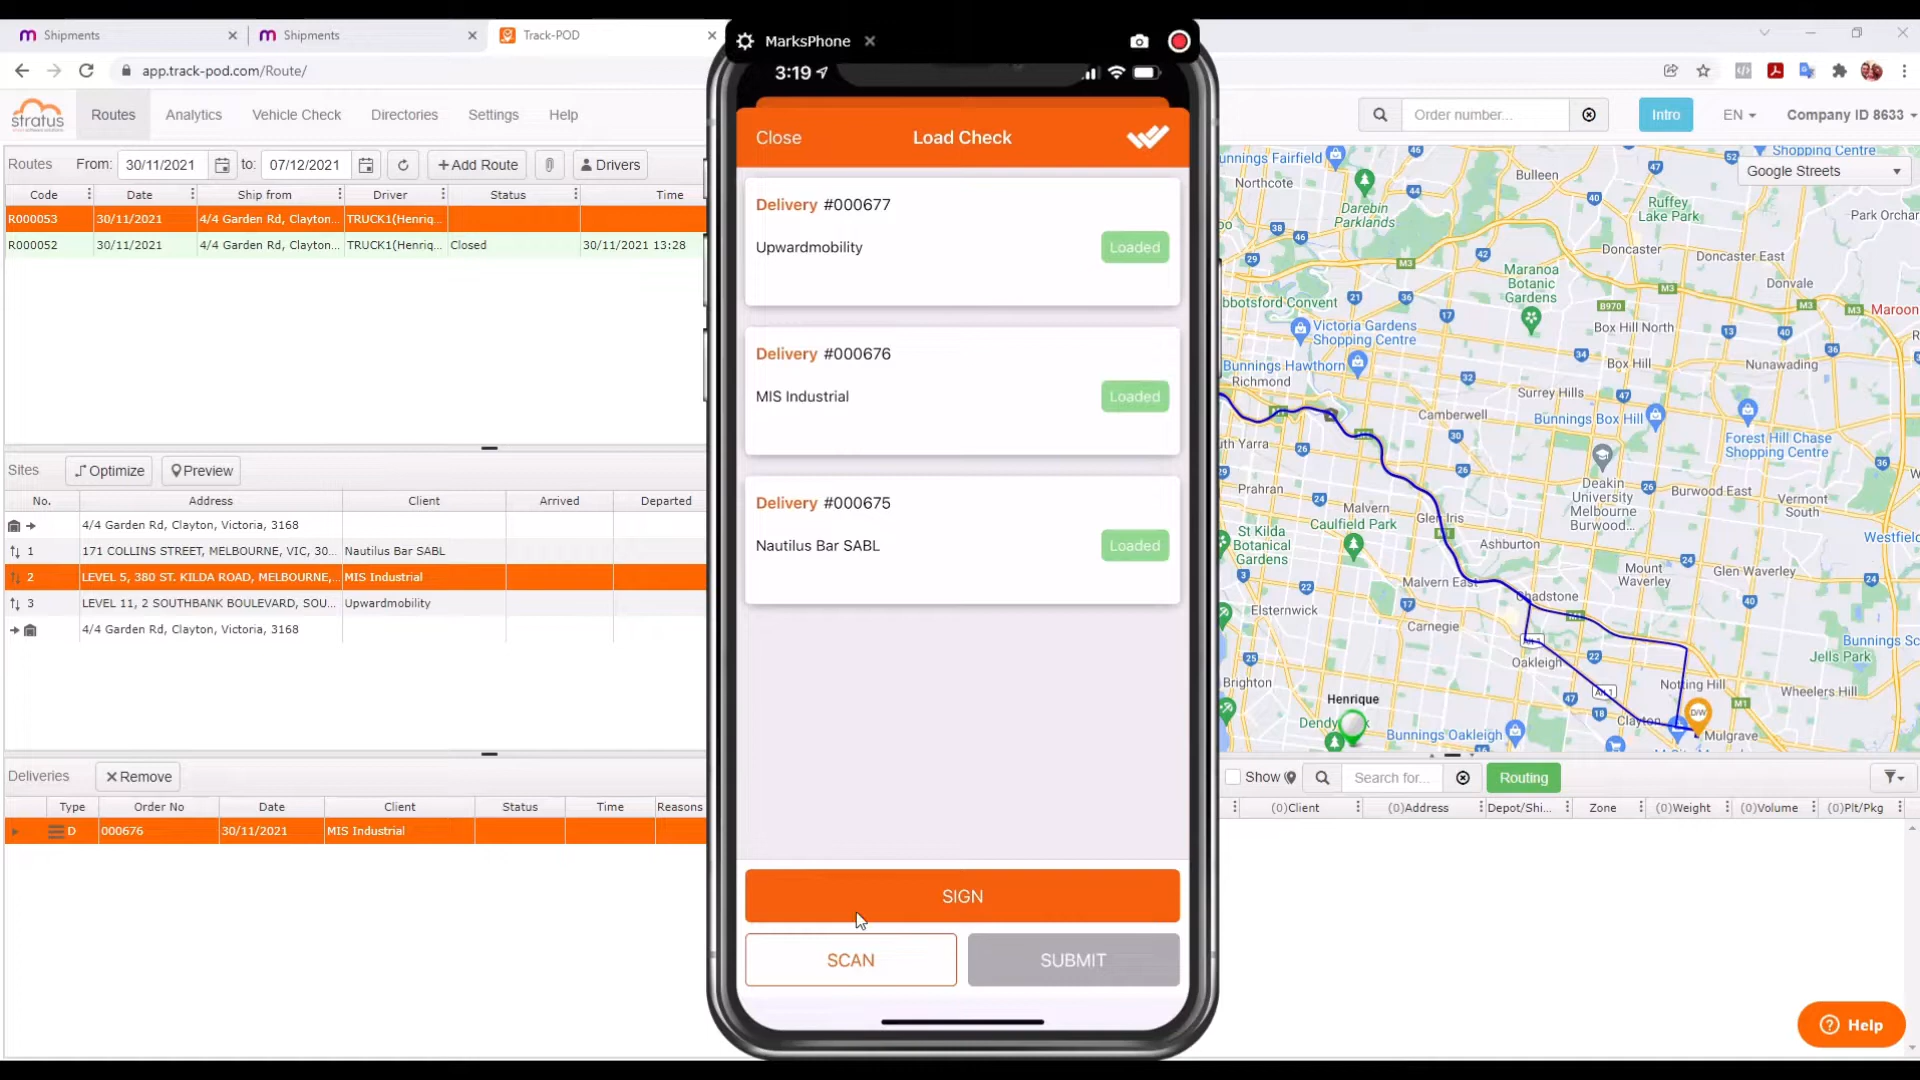 Shipments
Shipments
Track-POD
app.track-pod.com/Route/
stratus
Routes
Analytics
Vehicle Check
Directories
Settings
Help
Order number...
Intro
EN
Company ID 8633
Routes
From:
30/11/2021
to:
07/12/2021
+Add Route
Drivers
Code
Date
Ship from
Driver
Status
Time
R000053
30/11/2021
4/4 Garden Rd, Clayton...
TRUCK1(Henriq...
R000052
30/11/2021
4/4 Garden Rd, Clayton...
TRUCK1(Henriq...
Closed
30/11/2021 13:28
Sites
Optimize
Preview
No.
Address
Client
Arrived
Departed
4/4 Garden Rd, Clayton, Victoria, 3168
1
171 COLLINS STREET, MELBOURNE, VIC, 30...
Nautilus Bar SABL
2
LEVEL 5, 380 ST. KILDA ROAD, MELBOURNE,...
MIS Industrial
3
LEVEL 11, 2 SOUTHBANK BOULEVARD, SOU...
Upwardmobility
4/4 Garden Rd, Clayton, Victoria, 3168
Deliveries
Remove
Type
Order No
Date
Client
Status
Time
Reasons
D
000676
30/11/2021
MIS Industrial
MarksPhone
3:19
Close
Load Check
Delivery #000677
Upwardmobility
Loaded
Delivery #000676
MIS Industrial
Loaded
Delivery #000675
Nautilus Bar SABL
Loaded
SIGN
SCAN
SUBMIT
Google Streets
unnings Fairfield
Northcote
Darebin
Parklands
Bulleen
Shopping Centre
Ruffey
Lake Park
Park Orchar
Doncaster
Doncaster East
Maranoa
Botanic
Gardens
Donvale
Maroon
bbotsford Convent
Victoria Gardens
Shopping Centre
Box Hill North
Bunnings Hawthorn
Richmond
Box Hill
Nunawading
Surrey Hills
Camberwell
Bunnings Box Hill
Forest Hill Chase
Shopping Centre
uth Yarra
Prahran
Malvern
Glen Iris
Deakin
University
Melbourne
Burwood...
Burwood East
Vermont
South
St Kilda
Botanical
Gardens
Caulfield Park
Ashburton
Westfield
Malvern East
Mount
Waverley
Glen Waverley
Elsternwick
Chadstone
Carnegie
Oakleigh
Bunnings Sc
Jells Park
Brighton
Notting Hill
Wheelers Hill
Henrique
Bunnings Oakleigh
Clayton
D/W
Mulgrave
Show
Search for...
Routing
(0)Client
(0)Address
Depot/Shi...
Zone
(0)Weight
(0)Volume
(0)Plt/Pkg
Help